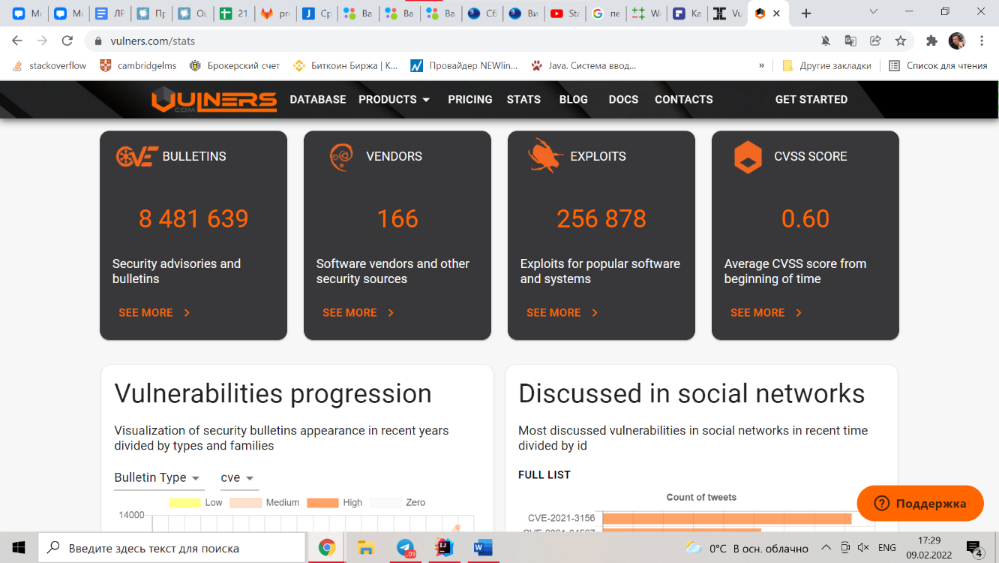 Мо
Мо
ЛР
Пр
Оц
21
pro
Ср
Ва
Ва
Ва
Сб
Ви
Sta
пе
Ka
Vu
vulners.com/stats
stackoverflow
cambridgelms
Брокерский счет
Биткоин Биржа | K...
Провайдер NEWlin...
Java. Система ввод...
»
Другие закладки
Список для чтения
VULNERS
COM
DATABASE
PRODUCTS
PRICING
STATS
BLOG
DOCS
CONTACTS
GET STARTED
CVE BULLETINS
8 481 639
Security advisories and
bulletins
SEE MORE
VENDORS
166
Software vendors and other
security sources
SEE MORE
EXPLOITS
256 878
Exploits for popular software
and systems
SEE MORE
CVSS SCORE
0.60
Average CVSS score from
beginning of time
SEE MORE
Vulnerabilities progression
Visualization of security bulletins appearance in recent years
divided by types and families
Bulletin Type
cve
Low
Medium
High
Zero
14000
Discussed in social networks
Most discussed vulnerabilities in social networks in recent time
divided by id
FULL LIST
Count of tweets
CVE-2021-3156
Поддержка
Введите здесь текст для поиска
0°C В осн. облачно
ENG
17:29
09.02.2022
4